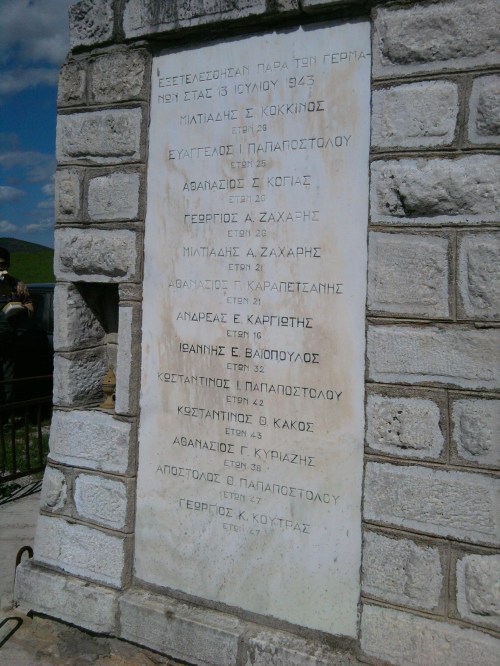 ΕΞΕΤΕΛΕΣΘΗΣΑΝ ΠΑΡΑ ΤΩΝ ΓΕΡΜΑ-
ΝΩΝ ΣΤΑΣ 13 ΙΟΥΛΙΟΥ 1943
ΜΙΛΤΙΑΔΗΣ Σ ΚΟΚΚΙΝΟΣ
ΕΤΩΝ 26
ΕΥΑΓΓΕΛΟΣ Ι. ΠΑΠΑΠΟΣΤΟΛΟΥ
ΕΤΩΝ 25
ΑΘΑΝΑΣΙΟΣ Σ ΚΟΓΙΑΣ
ΕΤΩΝ 20
ΓΕΩΡΓΙΟΣ Α. ΖΑΧΑΡΗΣ
ΕΤΩΝ 20
ΜΙΛΤΙΑΔΗΣ Α. ΖΑΧΑΡΗΣ
ΕΤΩΝ 21
ΑΘΑΝΑΣΙΟΣ Γ. ΚΑΡΑΠΕΤΣΑΝΗΣ
ΕΤΩΝ 21
ΑΝΔΡΕΑΣ Ε. ΚΑΡΓΙΩΤΗΣ
ΕΤΩΝ 16
ΙΩΑΝΝΗΣ Ε. ΒΑΙΟΠΟΥΛΟΣ
ΕΤΩΝ 32
ΚΩΣΤΑΝΤΙΝΟΣ Ι. ΠΑΠΑΠΟΣΤΟΛΟΥ
ΕΤΩΝ 42
ΚΩΣΤΑΝΤΙΝΟΣ Θ. ΚΑΚΟΣ
ΕΤΩΝ 43
ΑΘΑΝΑΣΙΟΣ Γ. ΚΥΡΙΑΖΗΣ
ΕΤΩΝ 38
ΑΠΟΣΤΟΛΟΣ Θ. ΠΑΠΑΠΟΣΤΟΛΟΥ
ΕΤΩΝ 47
ΓΕΩΡΓΙΟΣ Κ. ΚΟΥΤΡΑΣ
ΕΤΩΝ 47